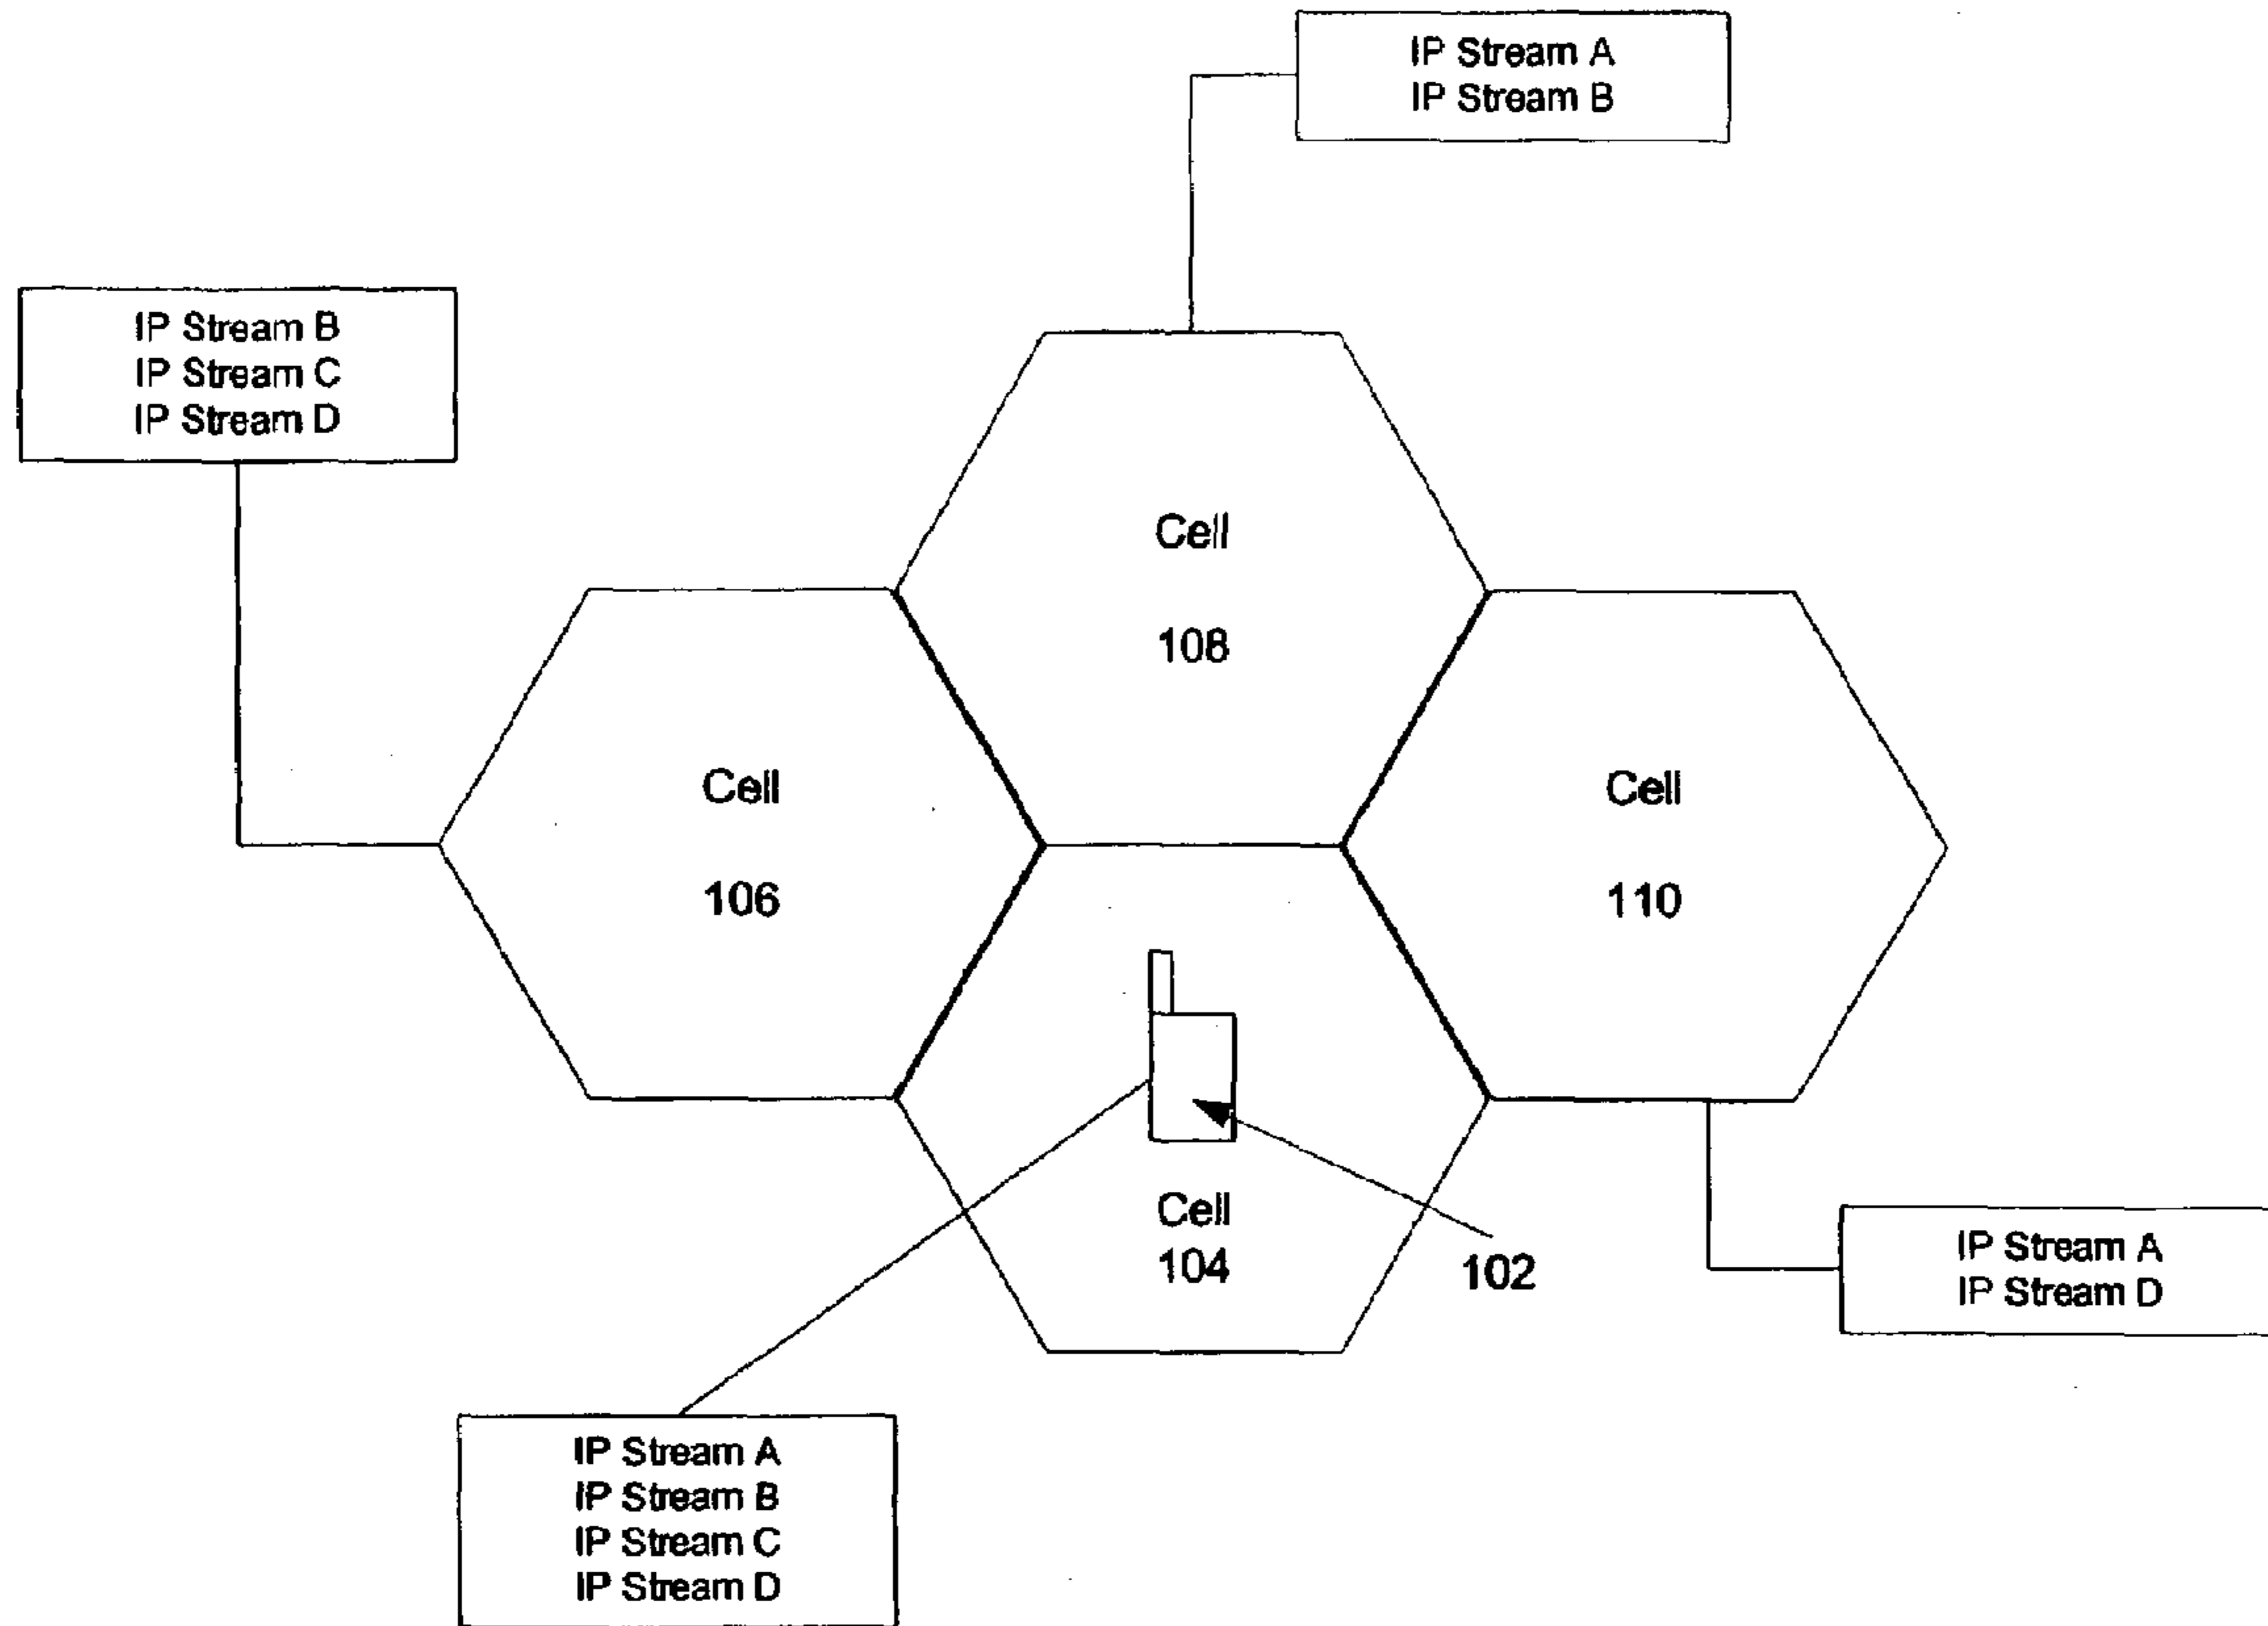 IP Stream A
IP Stream B
IP Stream B
IP Stream C
IP Stream D
Cell
108
Cell
106
Cell
110
Cell
104
102
IP Stream A
IP Stream D
IP Stream A
IP Stream B
IP Stream C
IP Stream D